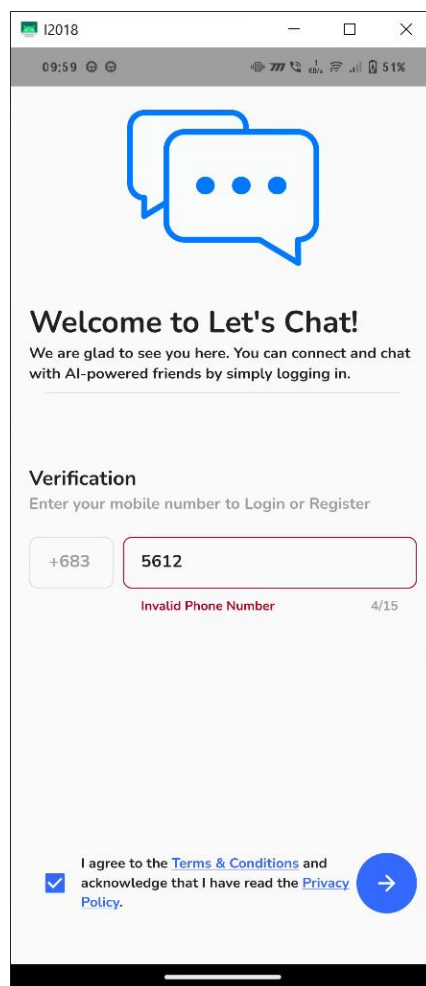 I2018
09:59
777 KB/s 51%
Welcome to Let's Chat!
We are glad to see you here. You can connect and chat
with AI-powered friends by simply logging in.
Verification
Enter your mobile number to Login or Register
+683
5612
Invalid Phone Number
4/15
I agree to the Terms & Conditions and
acknowledge that I have read the Privacy
Policy.